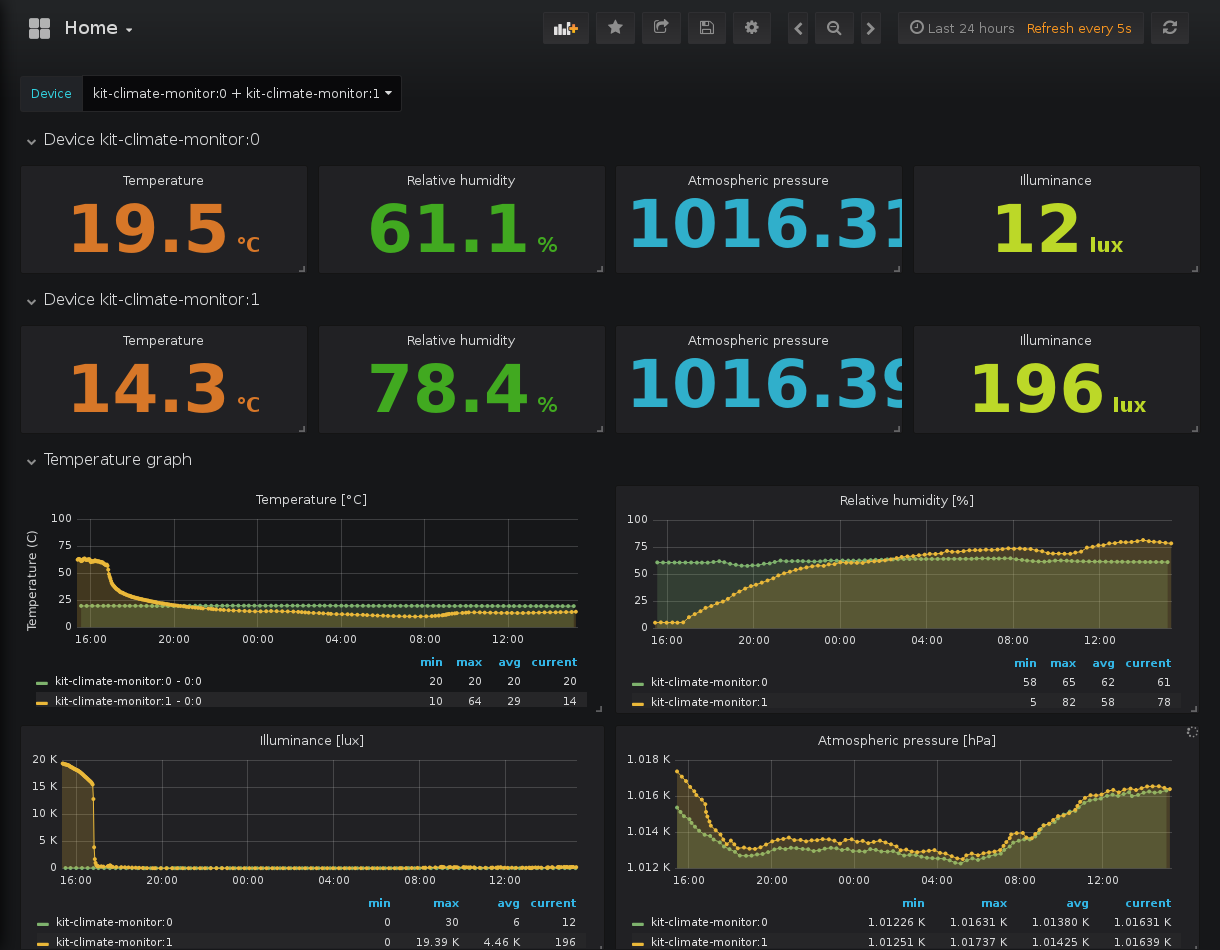 Home
Last 24 hours Refresh every 5s
Device kit-climate-monitor:0 + kit-climate-monitor:1
Device kit-climate-monitor:0
Temperature Relative humidity Atmospheric pressure Illuminance
19.5 °C 61.1 % 1016.31 12 lux
Device kit-climate-monitor:1
Temperature Relative humidity Atmospheric pressure Illuminance
14.3 °C 78.4 % 1016.39 196 lux
Temperature graph
Temperature [°C]
Temperature (C)
100
75
50
25
0
16:00 20:00 00:00 04:00 08:00 12:00
min max avg current
kit-climate-monitor:0 - 0:0 20 20 20 20
kit-climate-monitor:1 - 0:0 10 64 29 14
Relative humidity [%]
100
75
50
25
0
16:00 20:00 00:00 04:00 08:00 12:00
min max avg current
kit-climate-monitor:0 58 65 62 61
kit-climate-monitor:1 5 82 58 78
Illuminance [lux]
20 K
15 K
10 K
5 K
0
16:00 20:00 00:00 04:00 08:00 12:00
min max avg current
kit-climate-monitor:0 0 30 6 12
kit-climate-monitor:1 0 19.39 K 4.46 K 196
Atmospheric pressure [hPa]
1.018 K
1.016 K
1.014 K
1.012 K
16:00 20:00 00:00 04:00 08:00 12:00
min max avg current
kit-climate-monitor:0 1.01226 K 1.01631 K 1.01380 K 1.01631 K
kit-climate-monitor:1 1.01251 K 1.01737 K 1.01425 K 1.01639 K